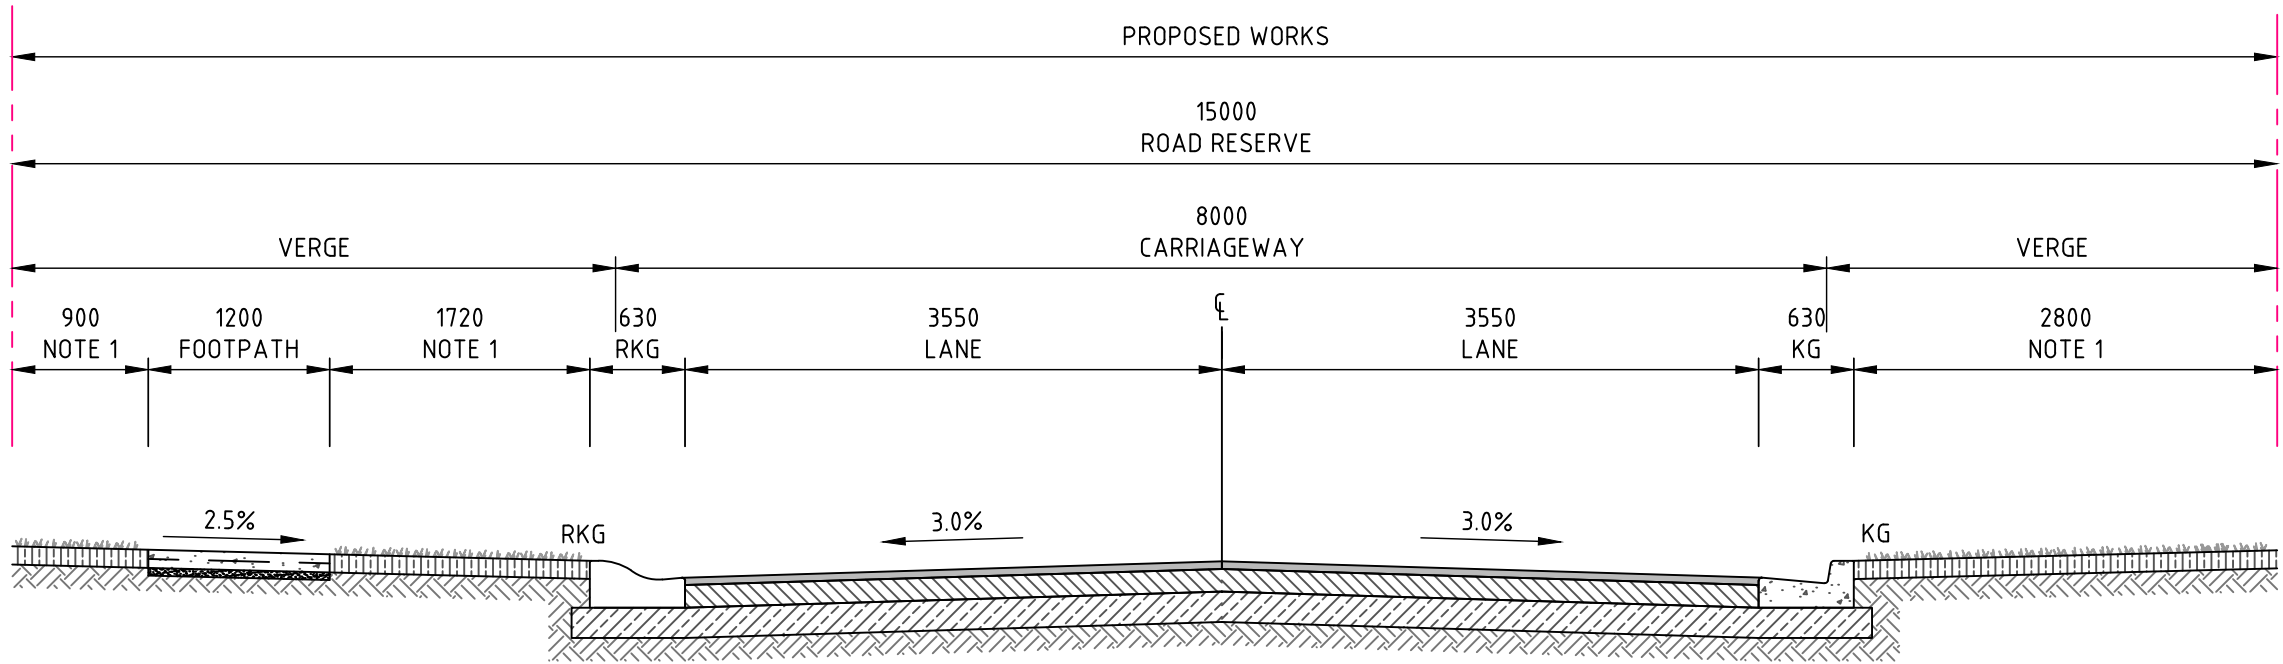 PROPOSED WORKS
15000
ROAD RESERVE
8000
VERGE CARRIAGEWAY VERGE
℄
900 1200 1720 630 3550 3550 630 2800
NOTE 1 FOOTPATH NOTE 1 RKG LANE LANE KG NOTE 1
2.5% 3.0% 3.0%
RKG KG